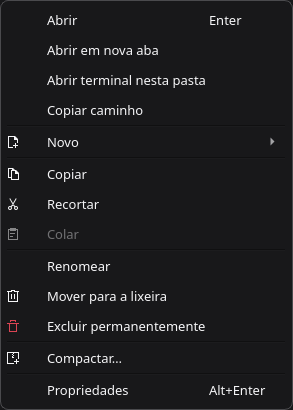 Abrir Enter
Abrir em nova aba
Abrir terminal nesta pasta
Copiar caminho
Novo
Copiar
Recortar
Colar
Renomear
Mover para a lixeira
Excluir permanentemente
Compactar...
Propriedades Alt+Enter